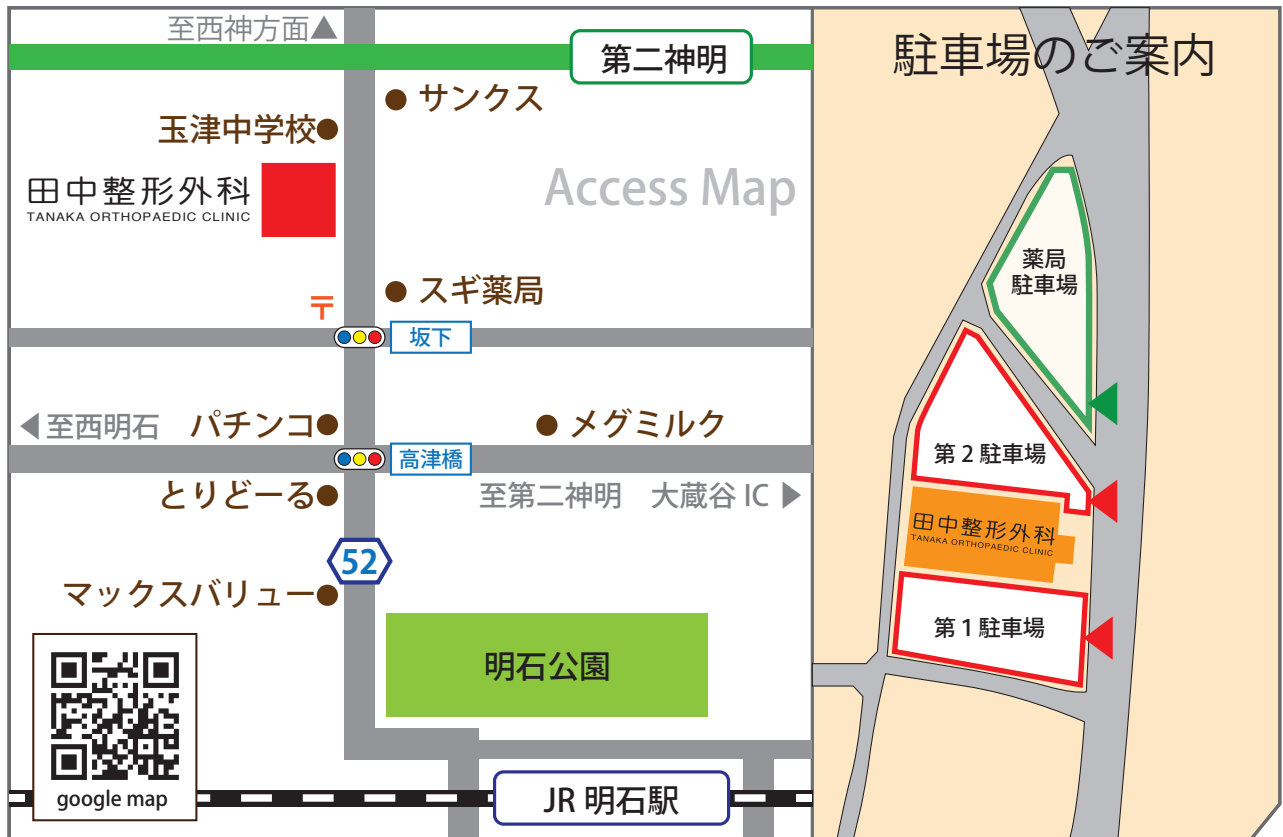 至西神方面▲
第二神明
サンクス
玉津中学校
田中整形外科
TANAKA ORTHOPAEDIC CLINIC
Access Map
スギ薬局
〒
坂下
◀至西明石
パチンコ
メグミルク
高津橋
とりどーる
至第二神明 大蔵谷 IC ▶
52
マックスバリュー
明石公園
google map
JR 明石駅
駐車場のご案内
薬局
駐車場
第 2 駐車場
田中整形外科
TANAKA ORTHOPAEDIC CLINIC
第 1 駐車場